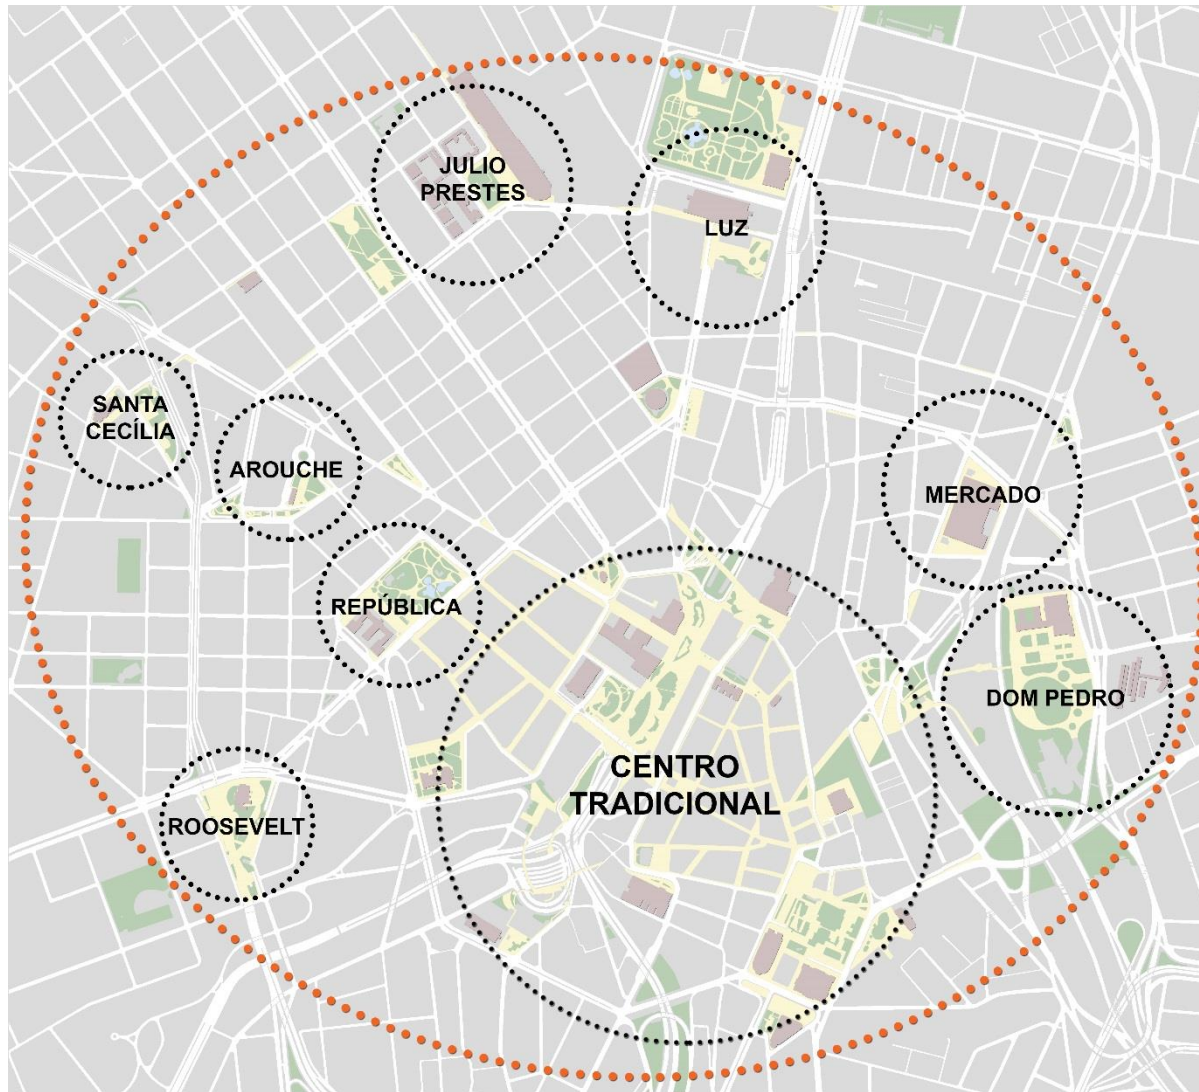 JULIO
PRESTES
LUZ
SANTA
CECÍLIA
AROUCHE
MERCADO
REPÚBLICA
DOM PEDRO
CENTRO
TRADICIONAL
ROOSEVELT